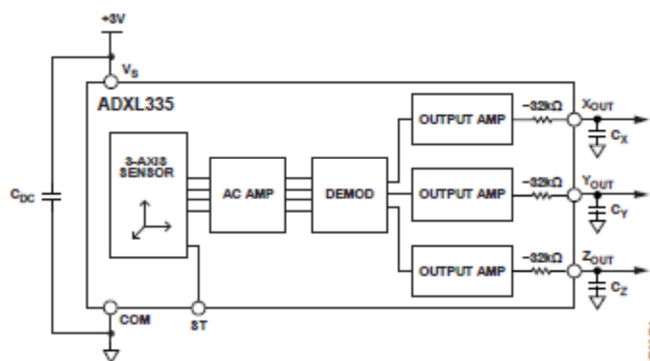 +3V
VS
ADXL335
3-AXIS
SENSOR
AC AMP
DEMOD
OUTPUT AMP
~32kΩ
XOUT
CX
OUTPUT AMP
~32kΩ
YOUT
CY
OUTPUT AMP
~32kΩ
ZOUT
CZ
CDC
COM
ST